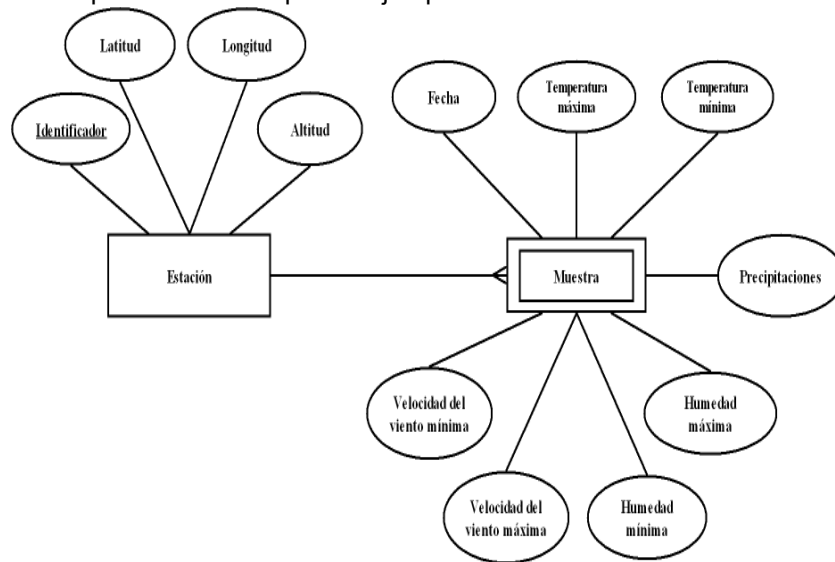 Latitud
Longitud
Identificador
Altitud
Fecha
Temperatura
máxima
Temperatura
mínima
Estación
Muestra
Precipitaciones
Velocidad del
viento mínima
Humedad
máxima
Velocidad del
viento máxima
Humedad
mínima